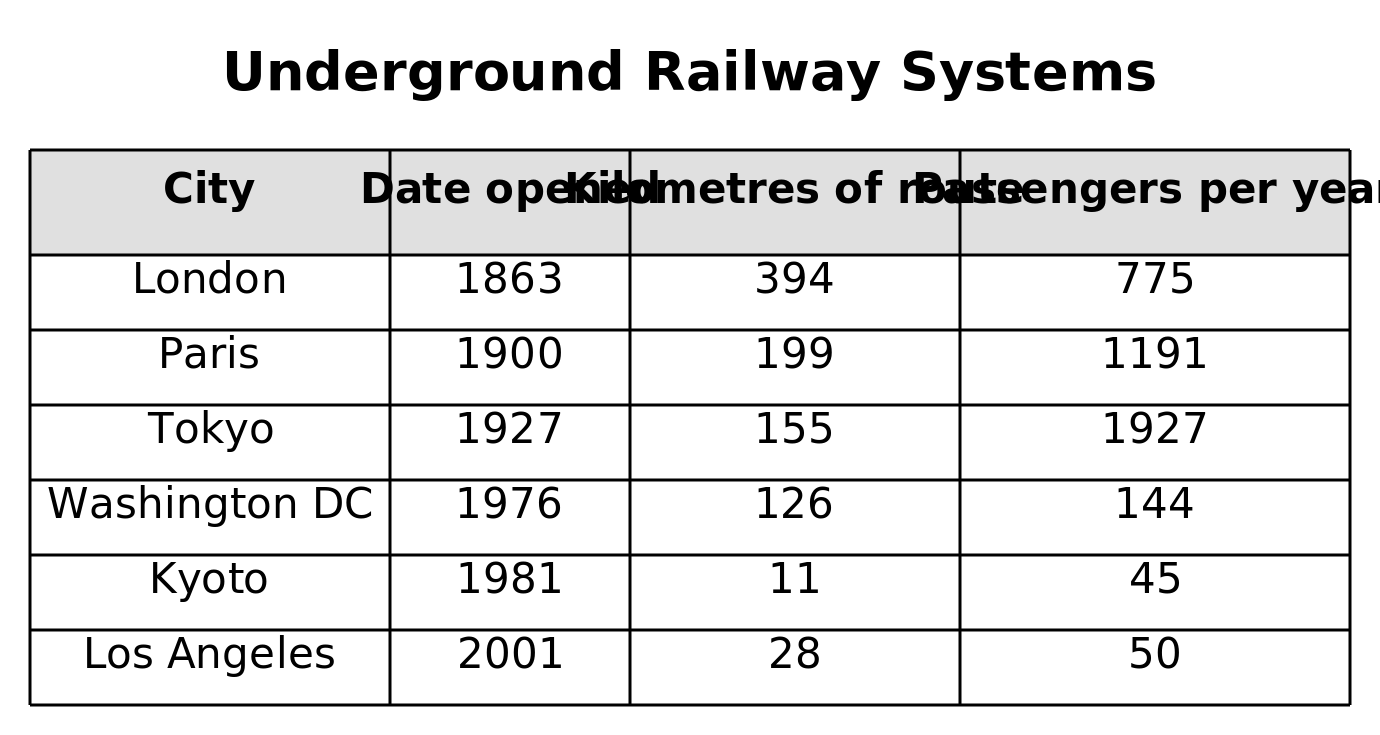 Underground Railway Systems
City Date opened Kilometres of route Passengers per year
London 1863 394 775
Paris 1900 199 1191
Tokyo 1927 155 1927
Washington DC 1976 126 144
Kyoto 1981 11 45
Los Angeles 2001 28 50